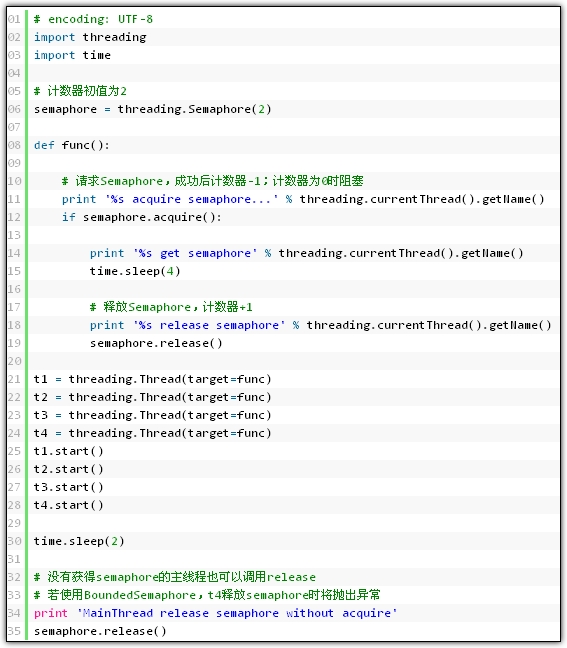 01 # encoding: UTF-8
02 import threading
03 import time
04
05 # 计数器初值为2
06 semaphore = threading.Semaphore(2)
07
08 def func():
09
10     # 请求Semaphore，成功后计数器-1；计数器为0时阻塞
11     print '%s acquire semaphore...' % threading.currentThread().getName()
12     if semaphore.acquire():
13
14         print '%s get semaphore' % threading.currentThread().getName()
15         time.sleep(4)
16
17         # 释放Semaphore，计数器+1
18         print '%s release semaphore' % threading.currentThread().getName()
19         semaphore.release()
20
21 t1 = threading.Thread(target=func)
22 t2 = threading.Thread(target=func)
23 t3 = threading.Thread(target=func)
24 t4 = threading.Thread(target=func)
25 t1.start()
26 t2.start()
27 t3.start()
28 t4.start()
29
30 time.sleep(2)
31
32 # 没有获得semaphore的主线程也可以调用release
33 # 若使用BoundedSemaphore，t4释放semaphore时将抛出异常
34 print 'MainThread release semaphore without acquire'
35 semaphore.release()